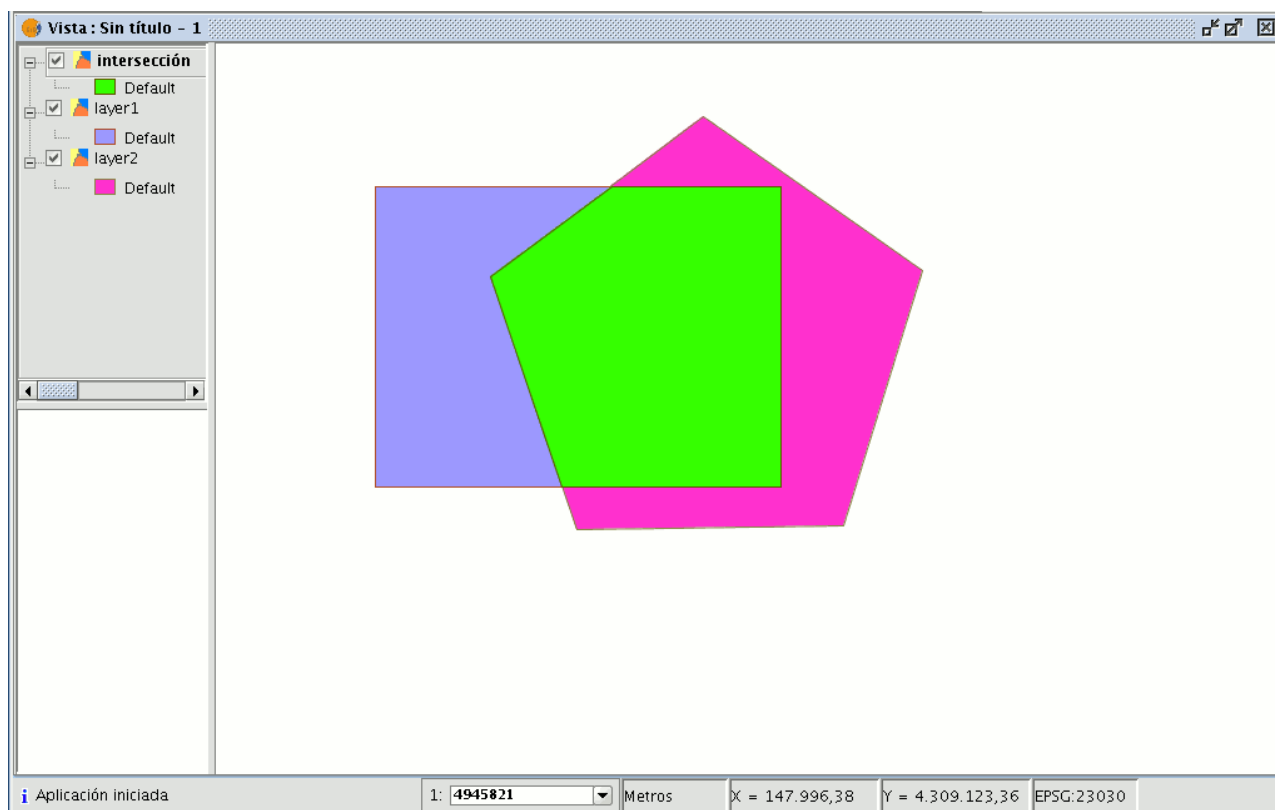 Vista : Sin título - 1
intersección
Default
layer1
Default
layer2
Default
Aplicación iniciada
1: 4945821
Metros
X = 147.996,38
Y = 4.309.123,36
EPSG:23030